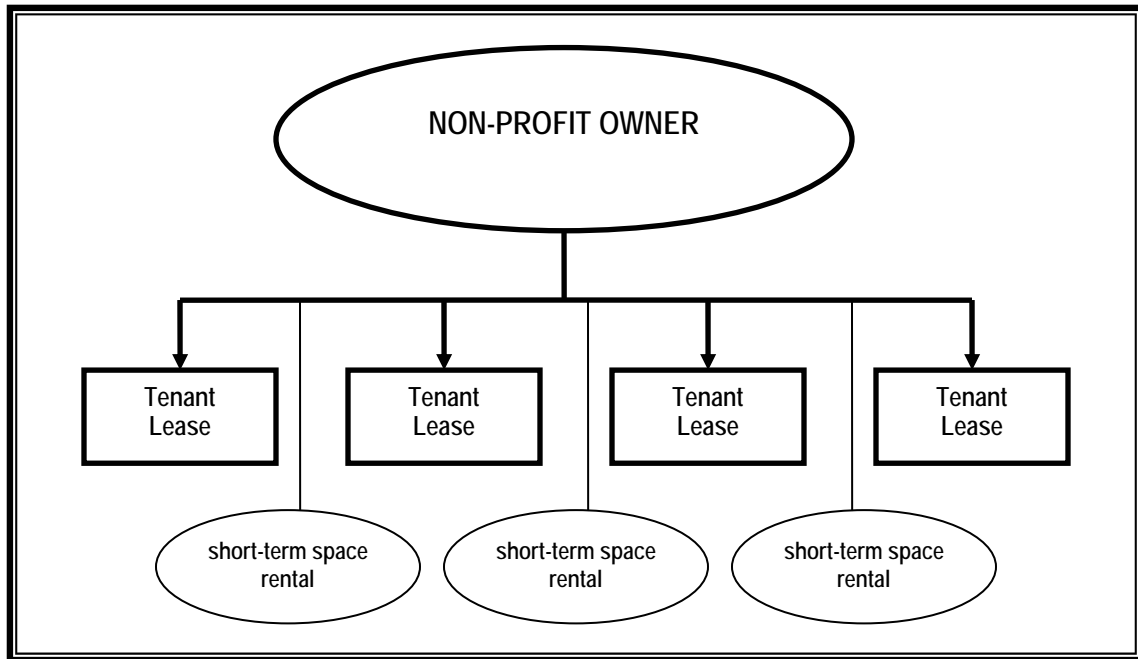 NON-PROFIT OWNER
Tenant
Lease
Tenant
Lease
Tenant
Lease
Tenant
Lease
short-term space
rental
short-term space
rental
short-term space
rental